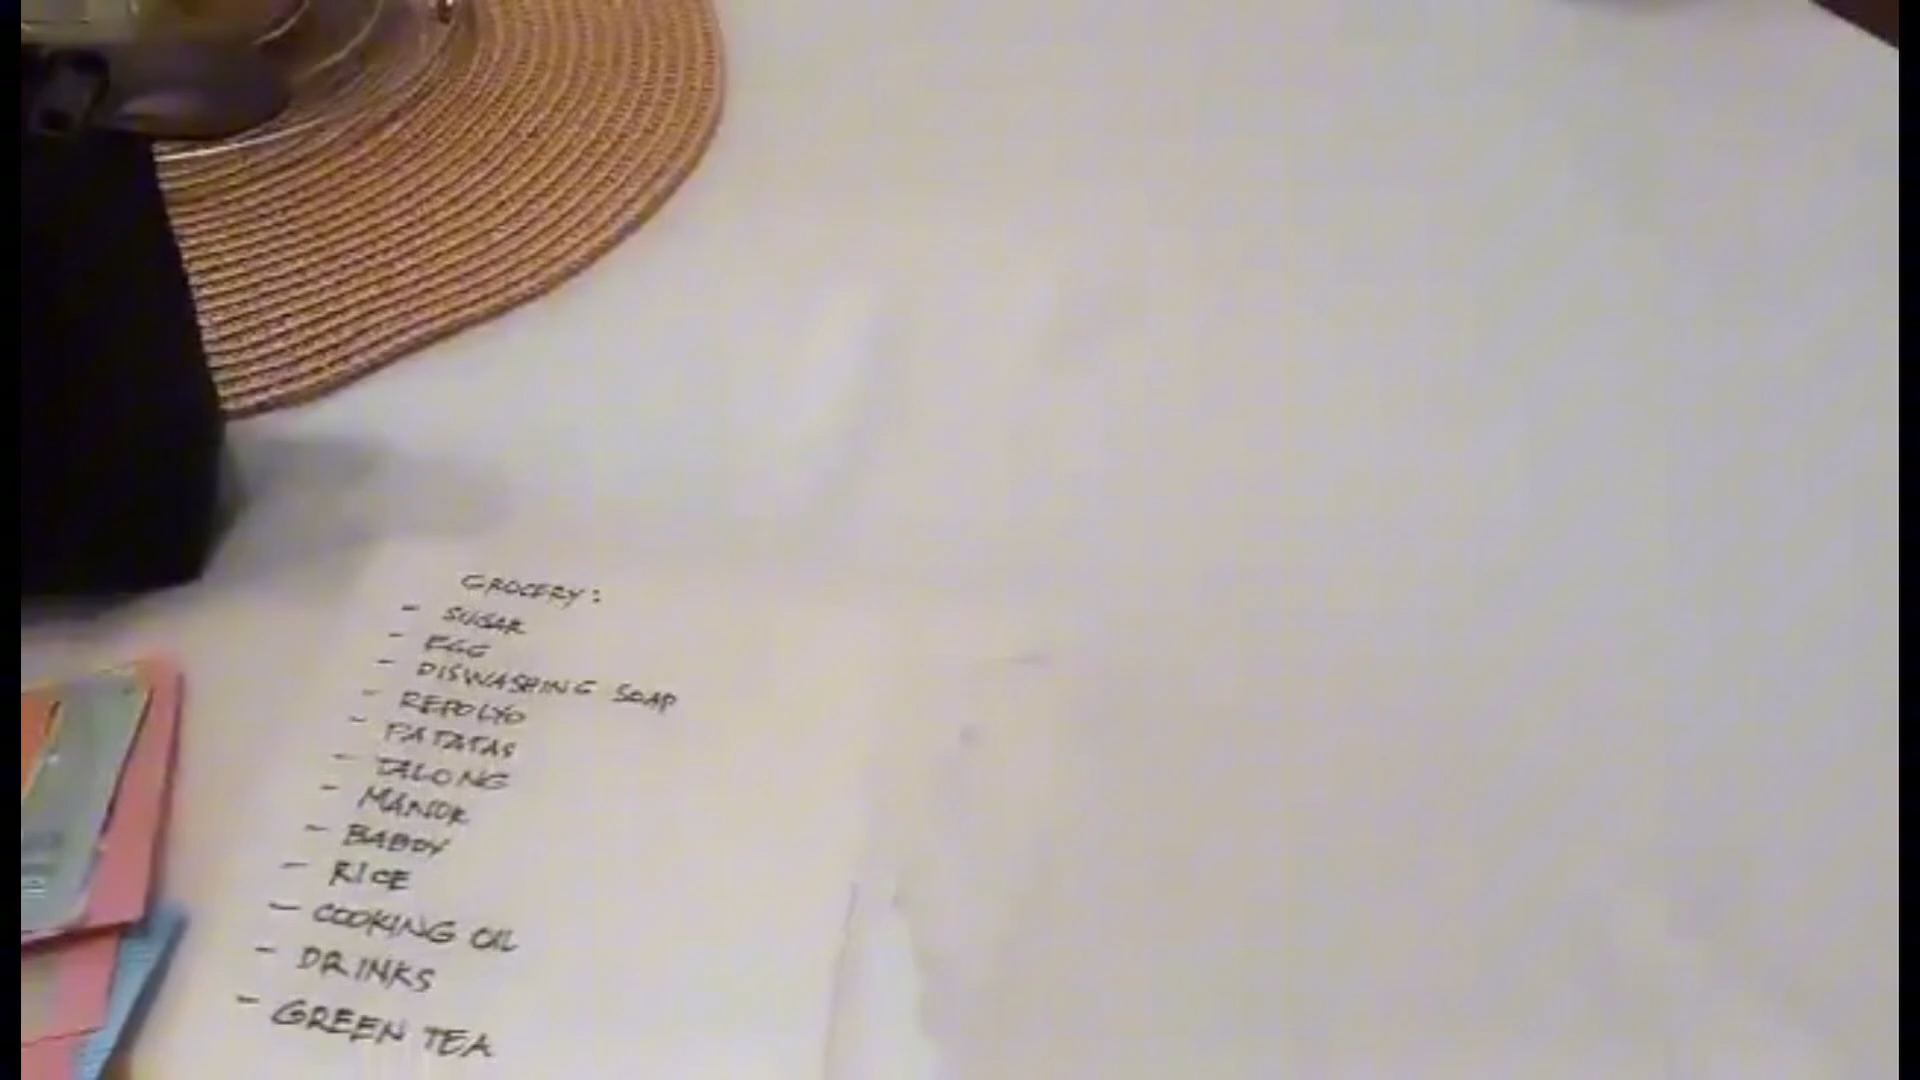 GROCERY:
- SUGAR
- EGG
- DISWASHING SOAP
- REPOLYO
- PATATAS
- TALONG
- MANOK
- BABOY
- RICE
- COOKING OIL
- DRINKS
- GREEN TEA